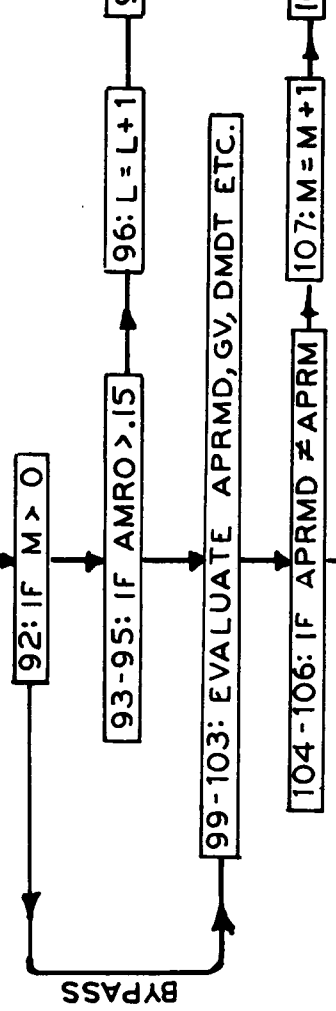 92: IF M > 0
93-95: IF AMRO > .15
96: L = L + 1
99-103: EVALUATE APRMD, GV, DMDT ETC.
104-106: IF APRMD ≠ APRM
107: M = M + 1
BYPASS